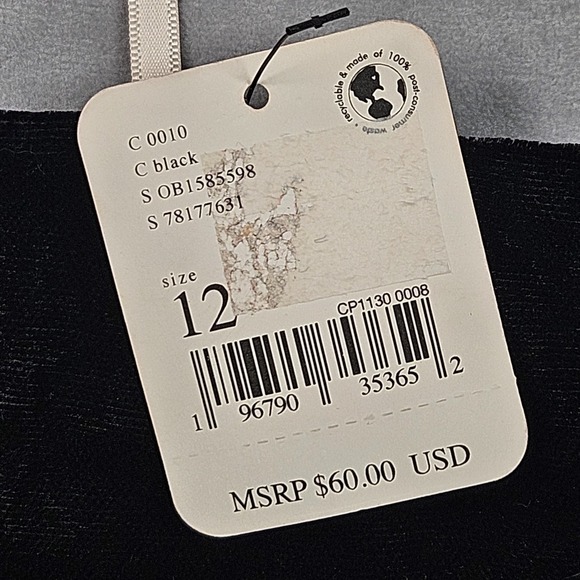 recyclable & made of 100% post-consumer waste •
C 0010
C black
S OB1585598
S 78177631
size
12
CP1130 0008
1 96790 35365 2
MSRP $60.00 USD